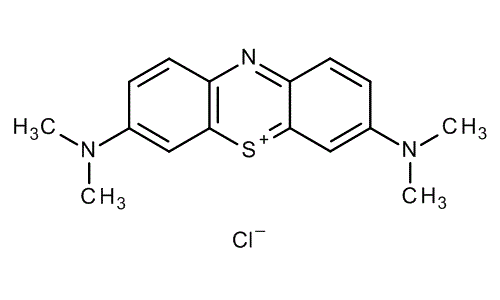 N
H₃C CH₃
N S⁺ N
CH₃ CH₃
Cl⁻